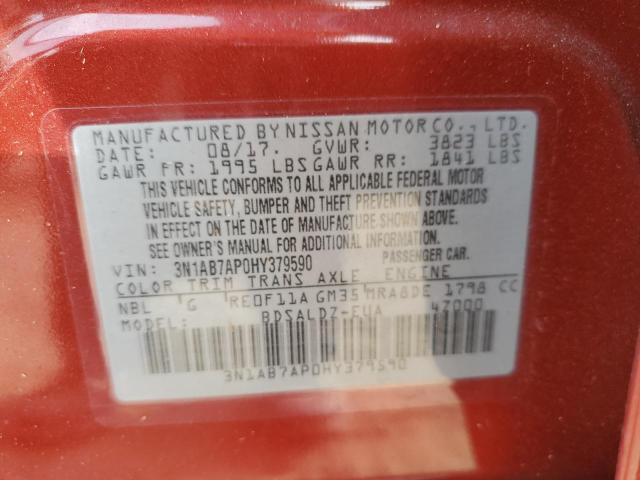 MANUFACTURED BY NISSAN MOTOR CO., LTD.
DATE: 08/17. GVWR: 3823 LBS
GAWR FR: 1995 LBS GAWR RR: 1841 LBS
THIS VEHICLE CONFORMS TO ALL APPLICABLE FEDERAL MOTOR
VEHICLE SAFETY, BUMPER AND THEFT PREVENTION STANDARDS
IN EFFECT ON THE DATE OF MANUFACTURE SHOWN ABOVE.
SEE OWNER'S MANUAL FOR ADDITIONAL INFORMATION.
VIN: 3N1AB7AP0HY379590 PASSENGER CAR.
COLOR TRIM TRANS AXLE ENGINE
NBL G RE0F11A GM35 MRA8DE 1798 CC
MODEL: BDSALDZ-EUA 47000
3N1AB7AP0HY379590